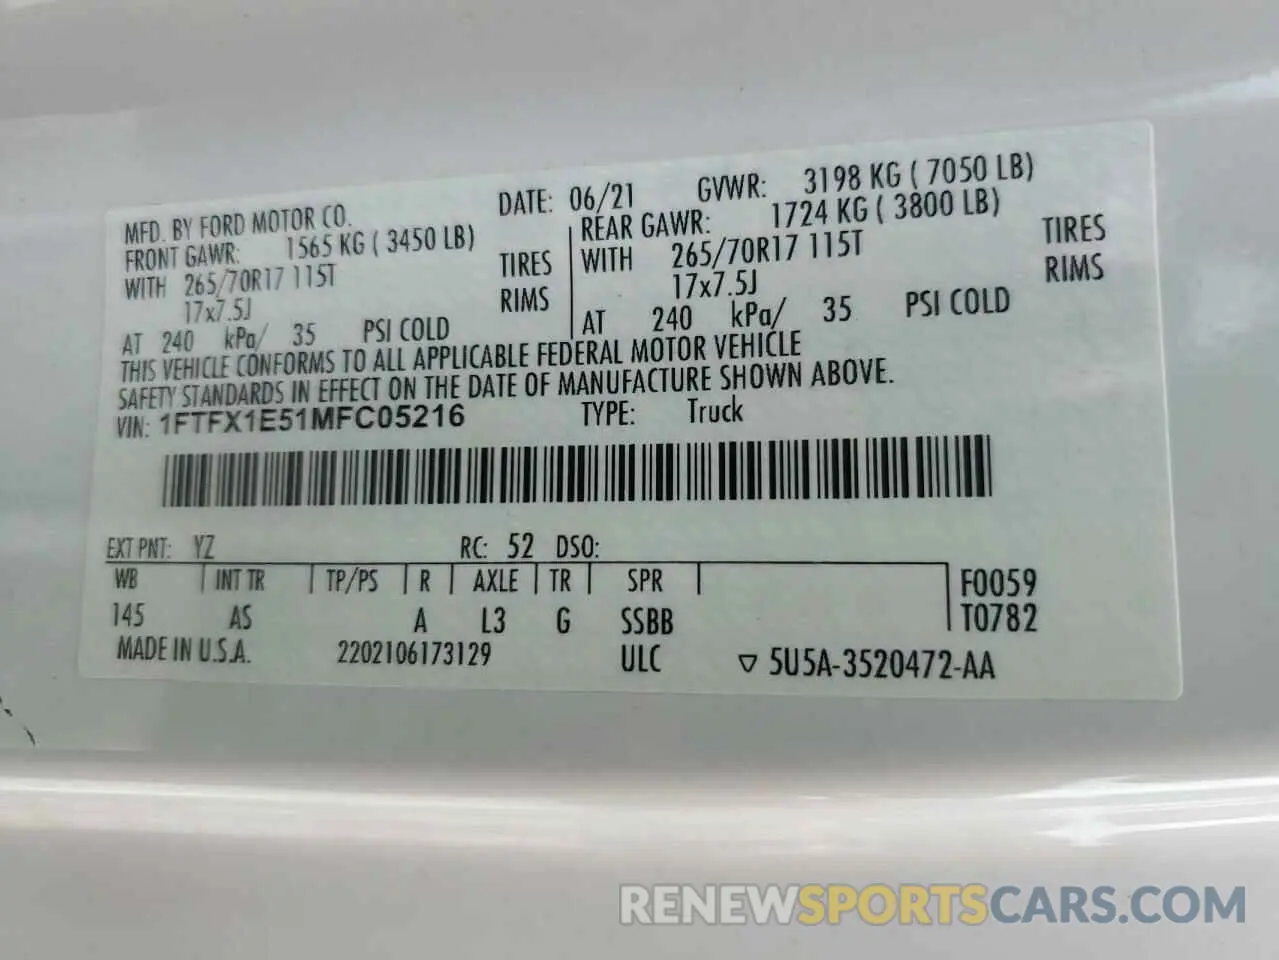 MFD. BY FORD MOTOR CO. DATE: 06/21 GVWR: 3198 KG ( 7050 LB)
FRONT GAWR: 1565 KG ( 3450 LB) REAR GAWR: 1724 KG ( 3800 LB)
WITH 265/70R17 115T TIRES WITH 265/70R17 115T TIRES
17x7.5J RIMS 17x7.5J RIMS
AT 240 kPa/ 35 PSI COLD AT 240 kPa/ 35 PSI COLD
THIS VEHICLE CONFORMS TO ALL APPLICABLE FEDERAL MOTOR VEHICLE
SAFETY STANDARDS IN EFFECT ON THE DATE OF MANUFACTURE SHOWN ABOVE.
VIN: 1FTFX1E51MFC05216 TYPE: Truck
EXT PNT: YZ RC: 52 DSO:
WB INT TR TP/PS R AXLE TR SPR F0059
145 AS A L3 G SSBB T0782
MADE IN U.S.A. 2202106173129 ULC ▽ 5U5A-3520472-AA
RENEWSPORTSCARS.COM